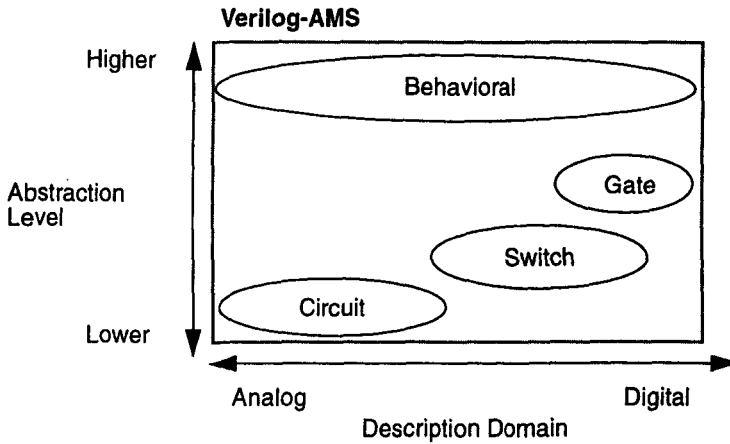 Verilog-AMS
Higher
Behavioral
Gate
Abstraction
Level
Switch
Circuit
Lower
Analog
Digital
Description Domain